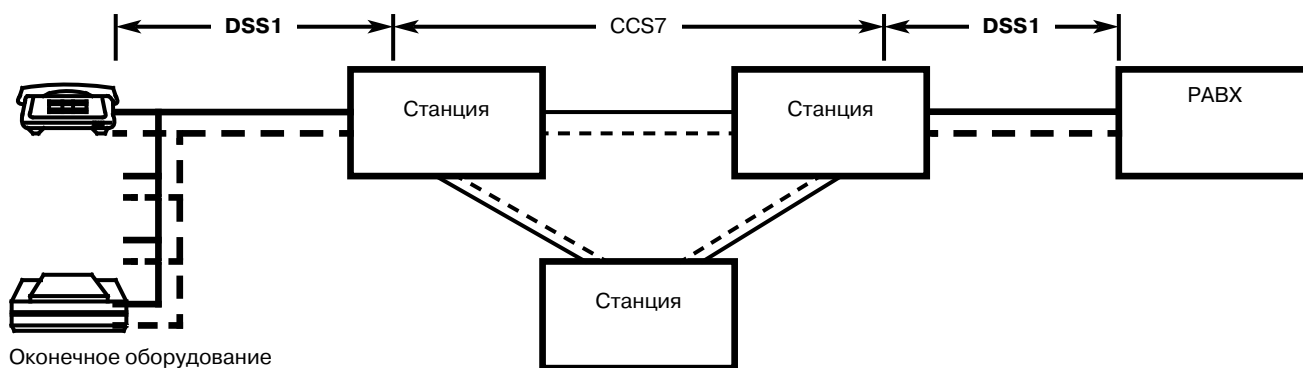 DSS1 CCS7 DSS1
Станция Станция PABX
Станция
Оконечное оборудование